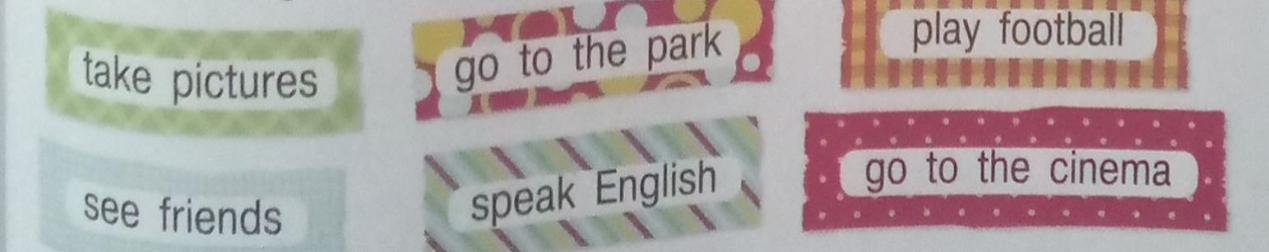 take pictures
go to the park
play football
see friends
speak English
go to the cinema